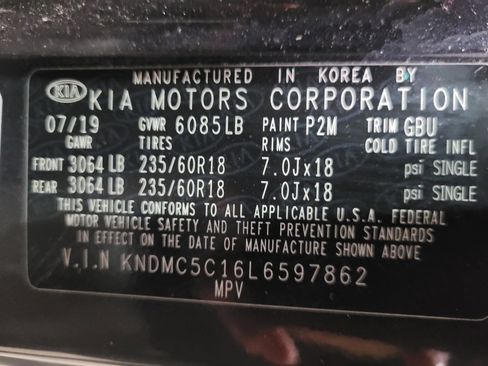 MANUFACTURED IN KOREA BY
KIA KIA MOTORS CORPORATION
07/19 GVWR 6085LB PAINT P2M TRIM GBU
GAWR TIRES RIMS COLD TIRE INFL
FRONT 3064 LB 235/60R18 7.0Jx18 psi SINGLE
REAR 3064 LB 235/60R18 7.0Jx18 psi SINGLE
THIS VEHICLE CONFORMS TO ALL APPLICABLE U.S.A. FEDERAL
MOTOR VEHICLE SAFETY AND THEFT PREVENTION STANDARDS
IN EFFECT ON THE DATE OF MANUFACTURE SHOWN ABOVE
V.I.N KNDMC5C16L6597862
MPV